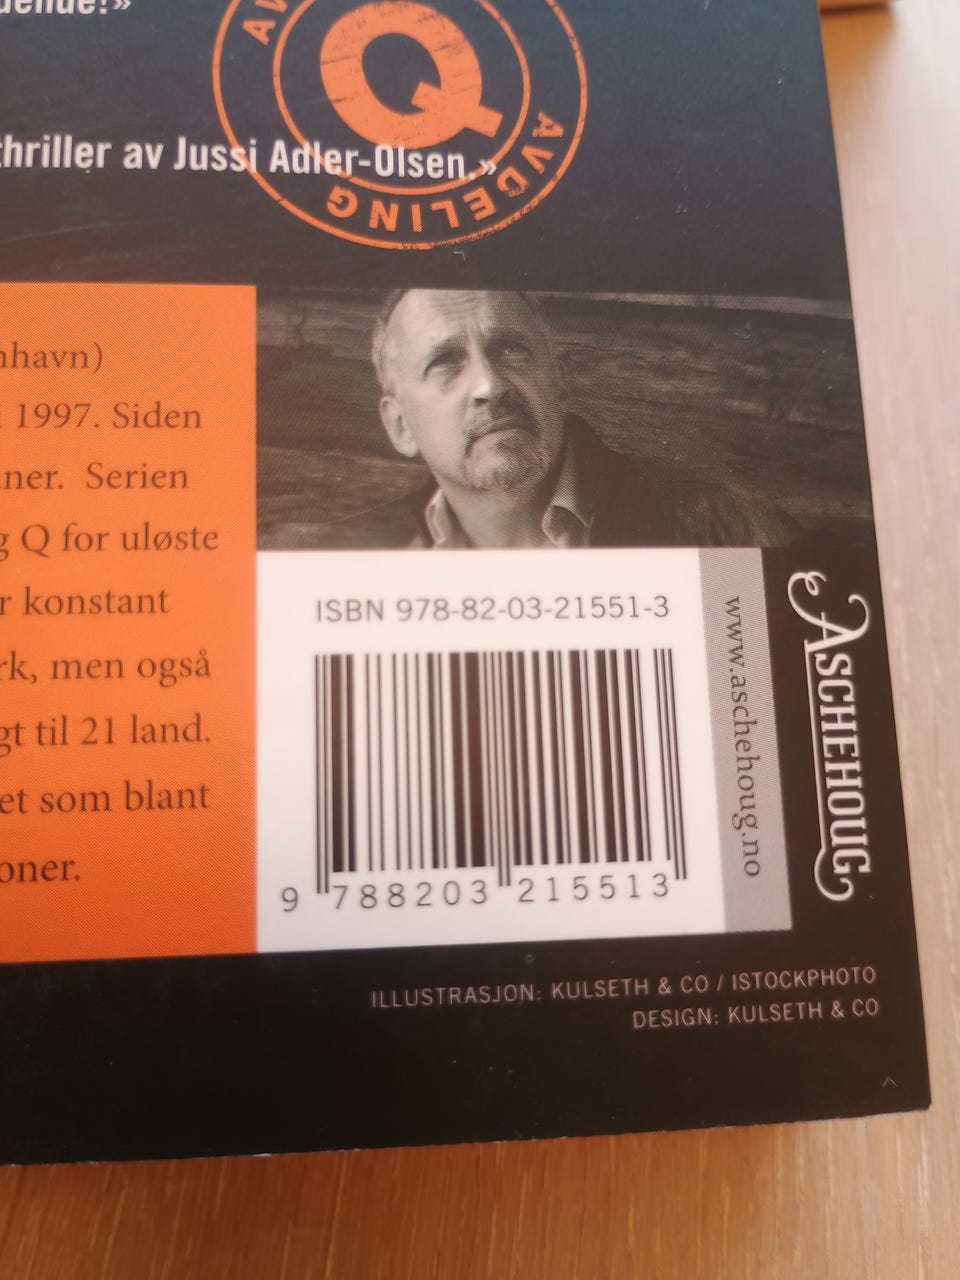 dende!»
AVDELING
Q
AVDELING
thriller av Jussi Adler-Olsen.»
nhavn)
i 1997. Siden
ner. Serien
g Q for uløste
r konstant
rk, men også
gt til 21 land.
et som blant
oner.
ISBN 978-82-03-21551-3
9 788203 215513
www.aschehoug.no
ASCHEHOUG
ILLUSTRASJON: KULSETH & CO / ISTOCKPHOTO
DESIGN: KULSETH & CO